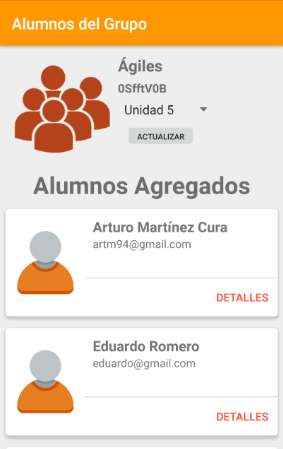 Alumnos del Grupo
Ágiles
0SfftV0B
Unidad 5
ACTUALIZAR
Alumnos Agregados
Arturo Martínez Cura
artm94@gmail.com
DETALLES
Eduardo Romero
eduardo@gmail.com
DETALLES